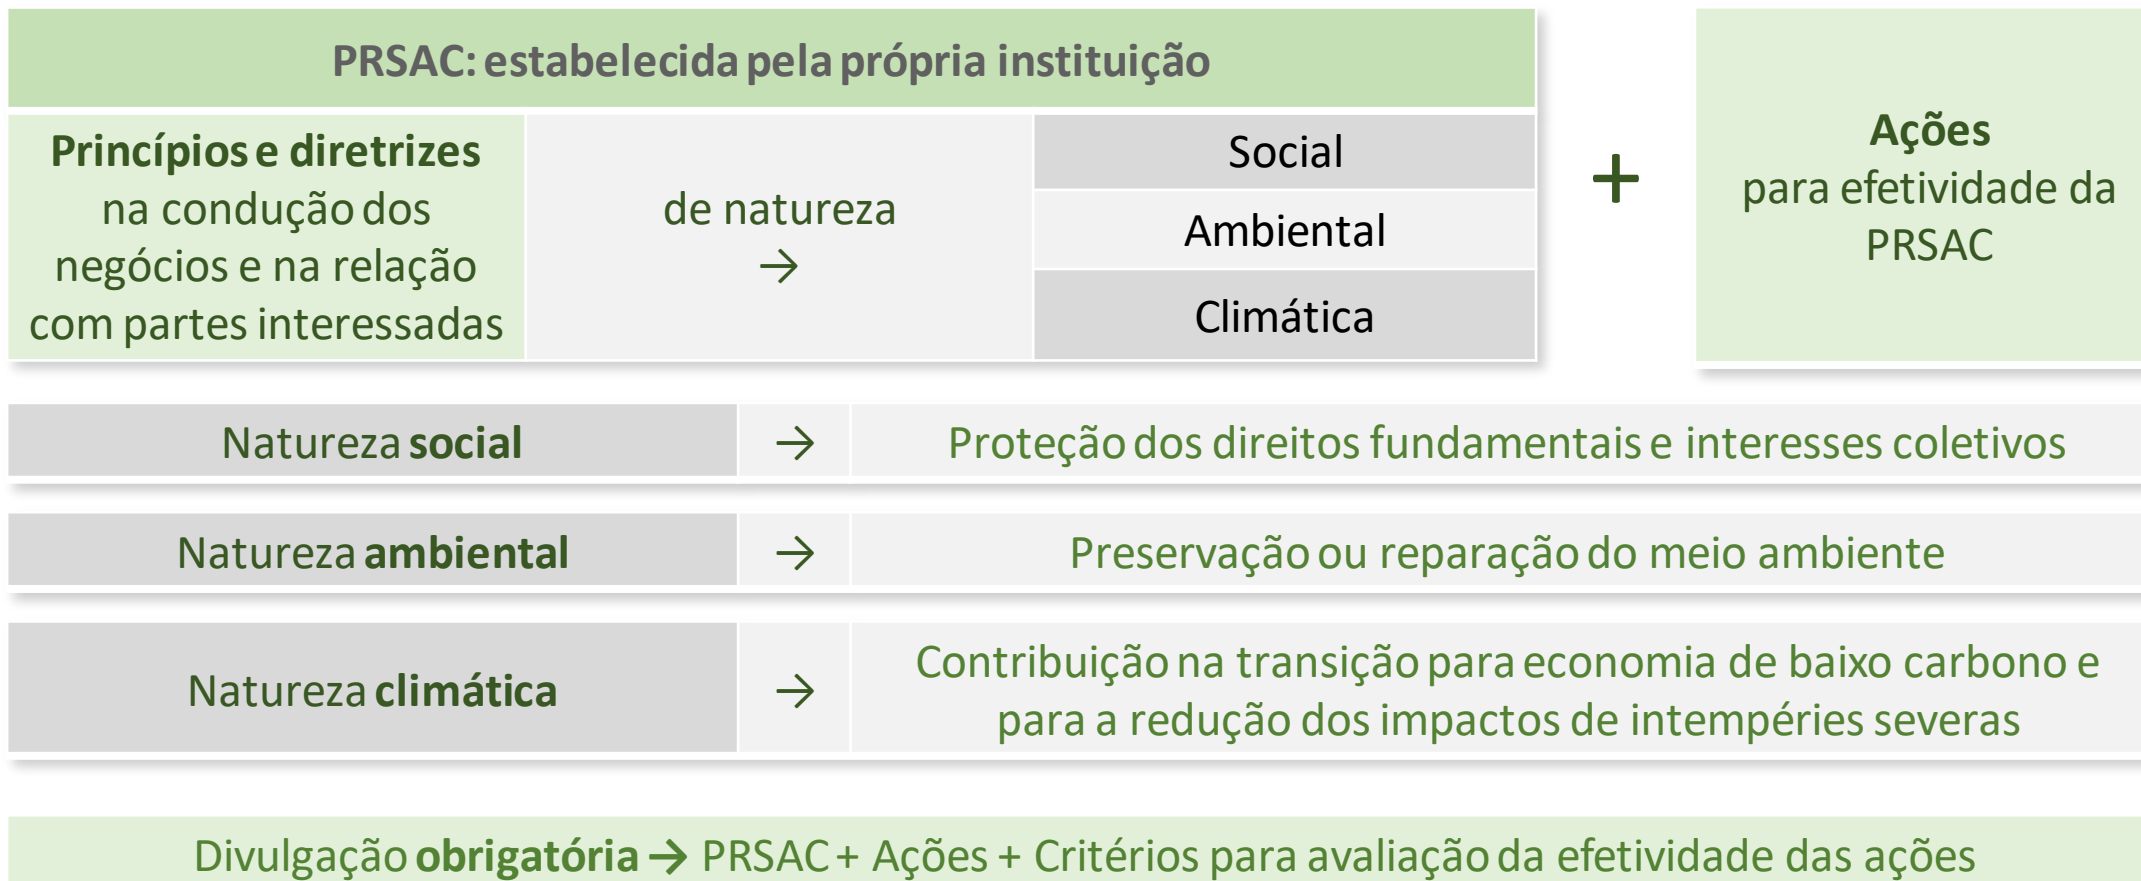 PRSAC: estabelecida pela própria instituição
Princípios e diretrizes
na condução dos
negócios e na relação
com partes interessadas
de natureza
→
Social
Ambiental
Climática
+
Ações
para efetividade da
PRSAC
Natureza social → Proteção dos direitos fundamentais e interesses coletivos
Natureza ambiental → Preservação ou reparação do meio ambiente
Natureza climática → Contribuição na transição para economia de baixo carbono e
para a redução dos impactos de intempéries severas
Divulgação obrigatória → PRSAC + Ações + Critérios para avaliação da efetividade das ações